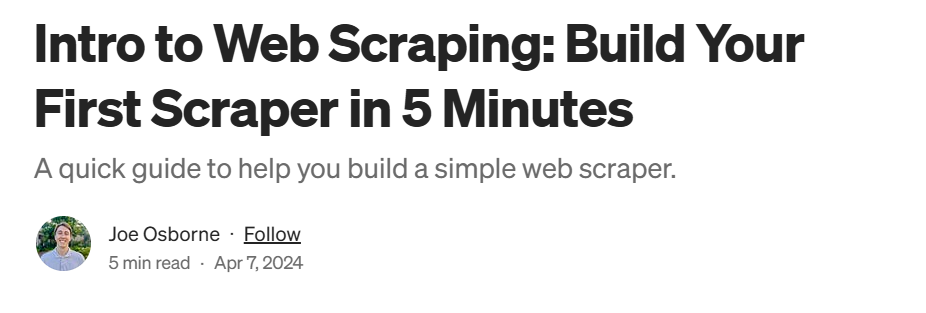 Intro to Web Scraping: Build Your
First Scraper in 5 Minutes
A quick guide to help you build a simple web scraper.
Joe Osborne · Follow
5 min read · Apr 7, 2024